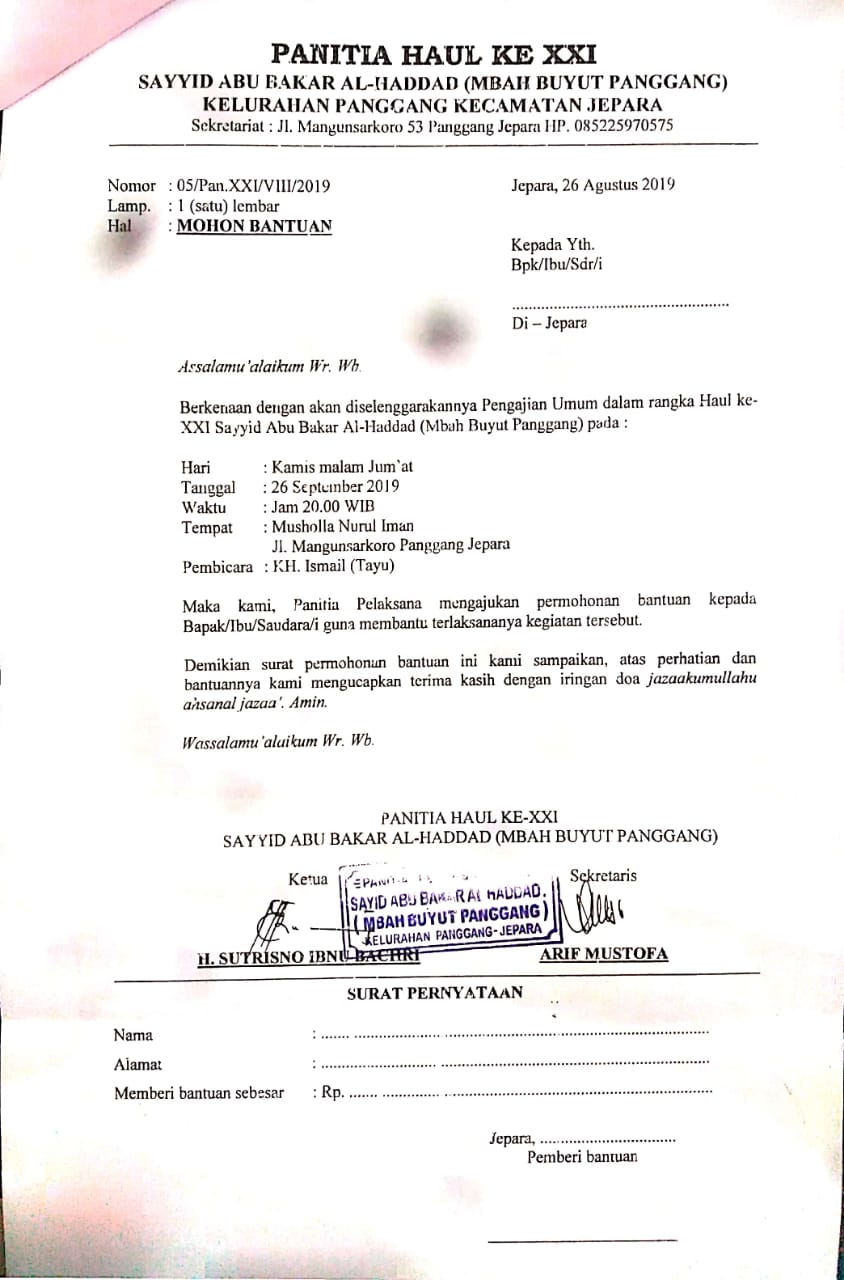 PANITIA HAUL KE XXI
SAYYID ABU BAKAR AL-HADDAD (MBAH BUYUT PANGGANG)
KELURAHAN PANGGANG KECAMATAN JEPARA
Sekretariat : Jl. Mangunsarkoro 53 Panggang Jepara HP. 085225970575
Nomor : 05/Pan.XXI/VIII/2019
Jepara, 26 Agustus 2019
Lamp. : 1 (satu) lembar
Hal : MOHON BANTUAN
Kepada Yth.
Bpk/Ibu/Sdr/i
......................................................
Di – Jepara
Assalamu'alaikum Wr. Wb.
Berkenaan dengan akan diselenggarakannya Pengajian Umum dalam rangka Haul ke-
XXI Sayyid Abu Bakar Al-Haddad (Mbah Buyut Panggang) pada :
Hari : Kamis malam Jum'at
Tanggal : 26 September 2019
Waktu : Jam 20.00 WIB
Tempat : Musholla Nurul Iman
Jl. Mangunsarkoro Panggang Jepara
Pembicara : KH. Ismail (Tayu)
Maka kami, Panitia Pelaksana mengajukan permohonan bantuan kepada
Bapak/Ibu/Saudara/i guna membantu terlaksananya kegiatan tersebut.
Demikian surat permohonan bantuan ini kami sampaikan, atas perhatian dan
bantuannya kami mengucapkan terima kasih dengan iringan doa jazaakumullahu
ahsanal jazaa'. Amin.
Wassalamu'alaikum Wr. Wb.
PANITIA HAUL KE-XXI
SAYYID ABU BAKAR AL-HADDAD (MBAH BUYUT PANGGANG)
Ketua
Sekretaris
SAYID ABU BAKAR AL HADDAD.
( MBAH BUYUT PANGGANG )
KELURAHAN PANGGANG-JEPARA
H. SUTRISNO IBNU BACHRI
ARIF MUSTOFA
SURAT PERNYATAAN
Nama : ......................................................
Alamat : ......................................................
Memberi bantuan sebesar : Rp. ......................................................
Jepara, ..................................
Pemberi bantuan